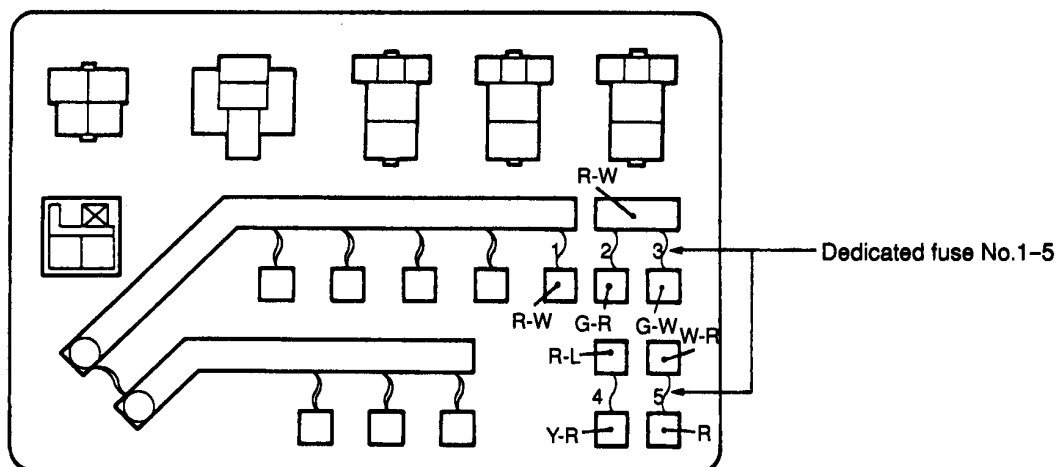 R-W
1
2
3
Dedicated fuse No.1–5
R-W
G-R
G-W
R-L
W-R
4
5
Y-R
R